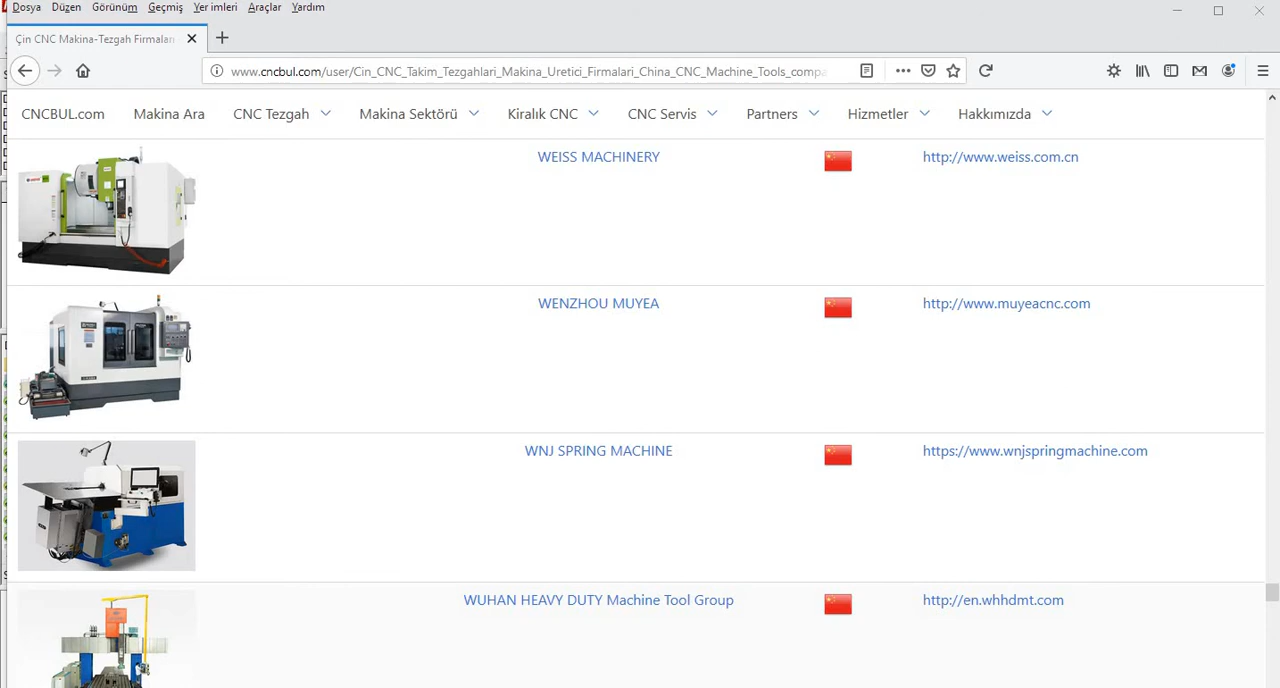 Dosya Düzen Görünüm Geçmiş Yer imleri Araçlar Yardım
Çin CNC Makina-Tezgah Firmaları
www.cncbul.com/user/Cin_CNC_Takim_Tezgahlari_Makina_Uretici_Firmalari_China_CNC_Machine_Tools_compa
CNCBUL.com Makina Ara CNC Tezgah Makina Sektörü Kiralık CNC CNC Servis Partners Hizmetler Hakkımızda
WEISS MACHINERY http://www.weiss.com.cn
WENZHOU MUYEA http://www.muyeacnc.com
WNJ SPRING MACHINE https://www.wnjspringmachine.com
WUHAN HEAVY DUTY Machine Tool Group http://en.whhdmt.com